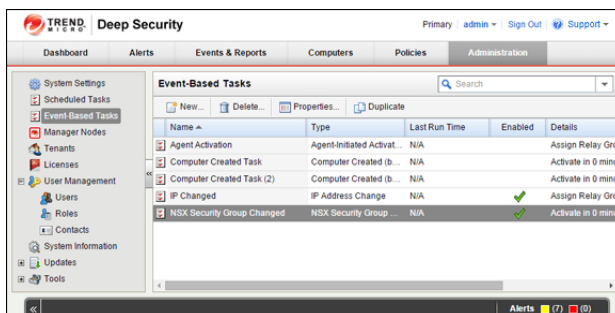 TREND MICRO Deep Security Primary admin Sign Out Support
Dashboard Alerts Events & Reports Computers Policies Administration
System Settings
Scheduled Tasks
Event-Based Tasks
Manager Nodes
Tenants
Licenses
User Management
Users
Roles
Contacts
System Information
Updates
Tools
Event-Based Tasks Search
New... Delete... Properties... Duplicate
Name Type Last Run Time Enabled Details
Agent Activation Agent-Initiated Activat... N/A Assign Relay Gro
Computer Created Task Computer Created (b... N/A Activate in 0 minu
Computer Created Task (2) Computer Created (b... N/A Activate in 0 minu
IP Changed IP Address Change N/A Assign Relay Gro
NSX Security Group Changed NSX Security Group ... N/A Activate in 0 minu
Alerts (7) (0)